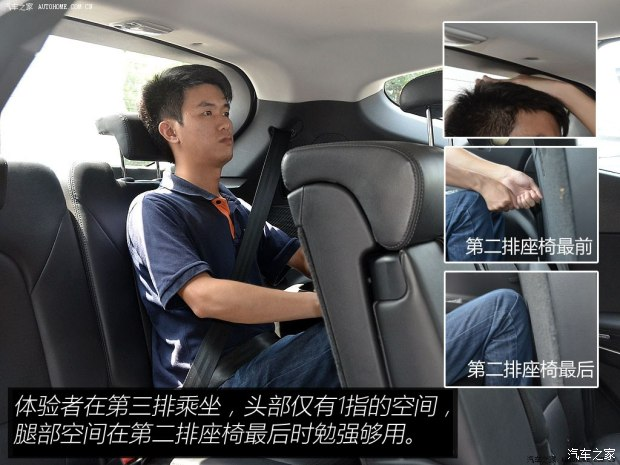 汽车之家 AUTOHOME.COM.CN
第二排座椅最前
第二排座椅最后
体验者在第三排乘坐，头部仅有1指的空间，
腿部空间在第二排座椅最后时勉强够用。
汽车之家